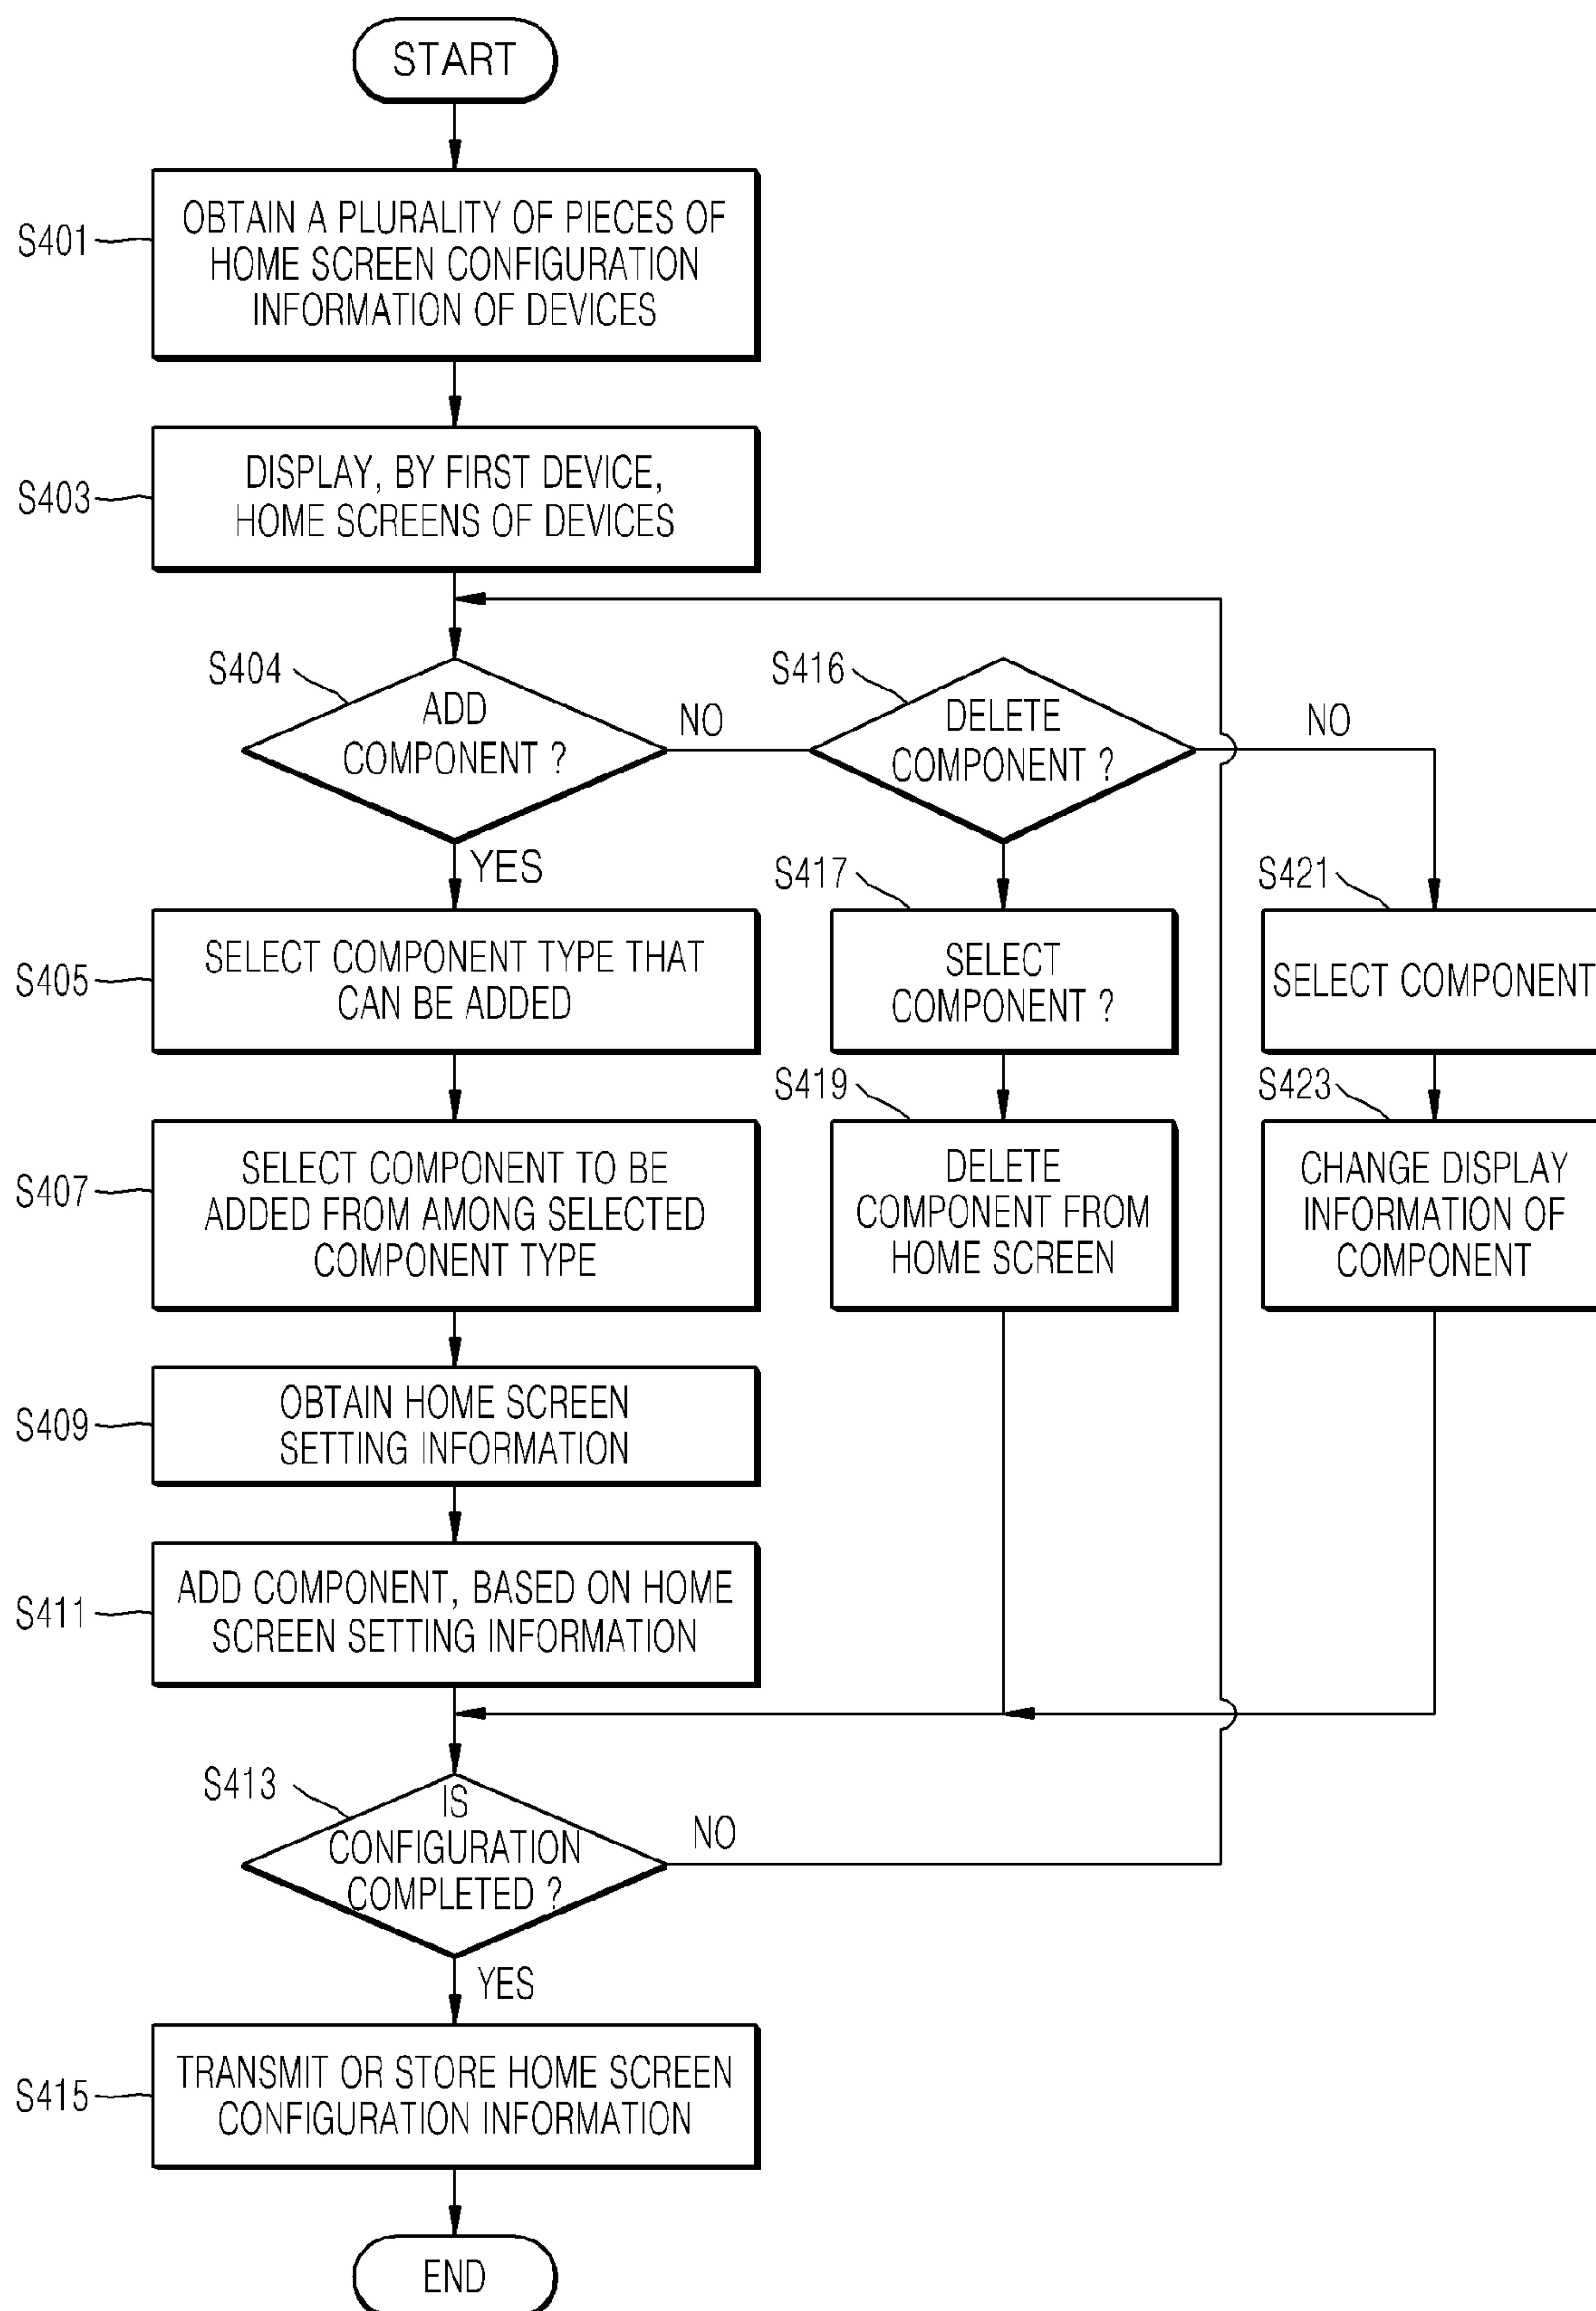 START
S401
OBTAIN A PLURALITY OF PIECES OF
HOME SCREEN CONFIGURATION
INFORMATION OF DEVICES
S403
DISPLAY, BY FIRST DEVICE,
HOME SCREENS OF DEVICES
S404
ADD
COMPONENT ?
NO
YES
S416
DELETE
COMPONENT ?
NO
S405
SELECT COMPONENT TYPE THAT
CAN BE ADDED
S417
SELECT
COMPONENT ?
S421
SELECT COMPONENT
S407
SELECT COMPONENT TO BE
ADDED FROM AMONG SELECTED
COMPONENT TYPE
S419
DELETE
COMPONENT FROM
HOME SCREEN
S423
CHANGE DISPLAY
INFORMATION OF
COMPONENT
S409
OBTAIN HOME SCREEN
SETTING INFORMATION
S411
ADD COMPONENT, BASED ON HOME
SCREEN SETTING INFORMATION
S413
IS
CONFIGURATION
COMPLETED ?
NO
YES
S415
TRANSMIT OR STORE HOME SCREEN
CONFIGURATION INFORMATION
END